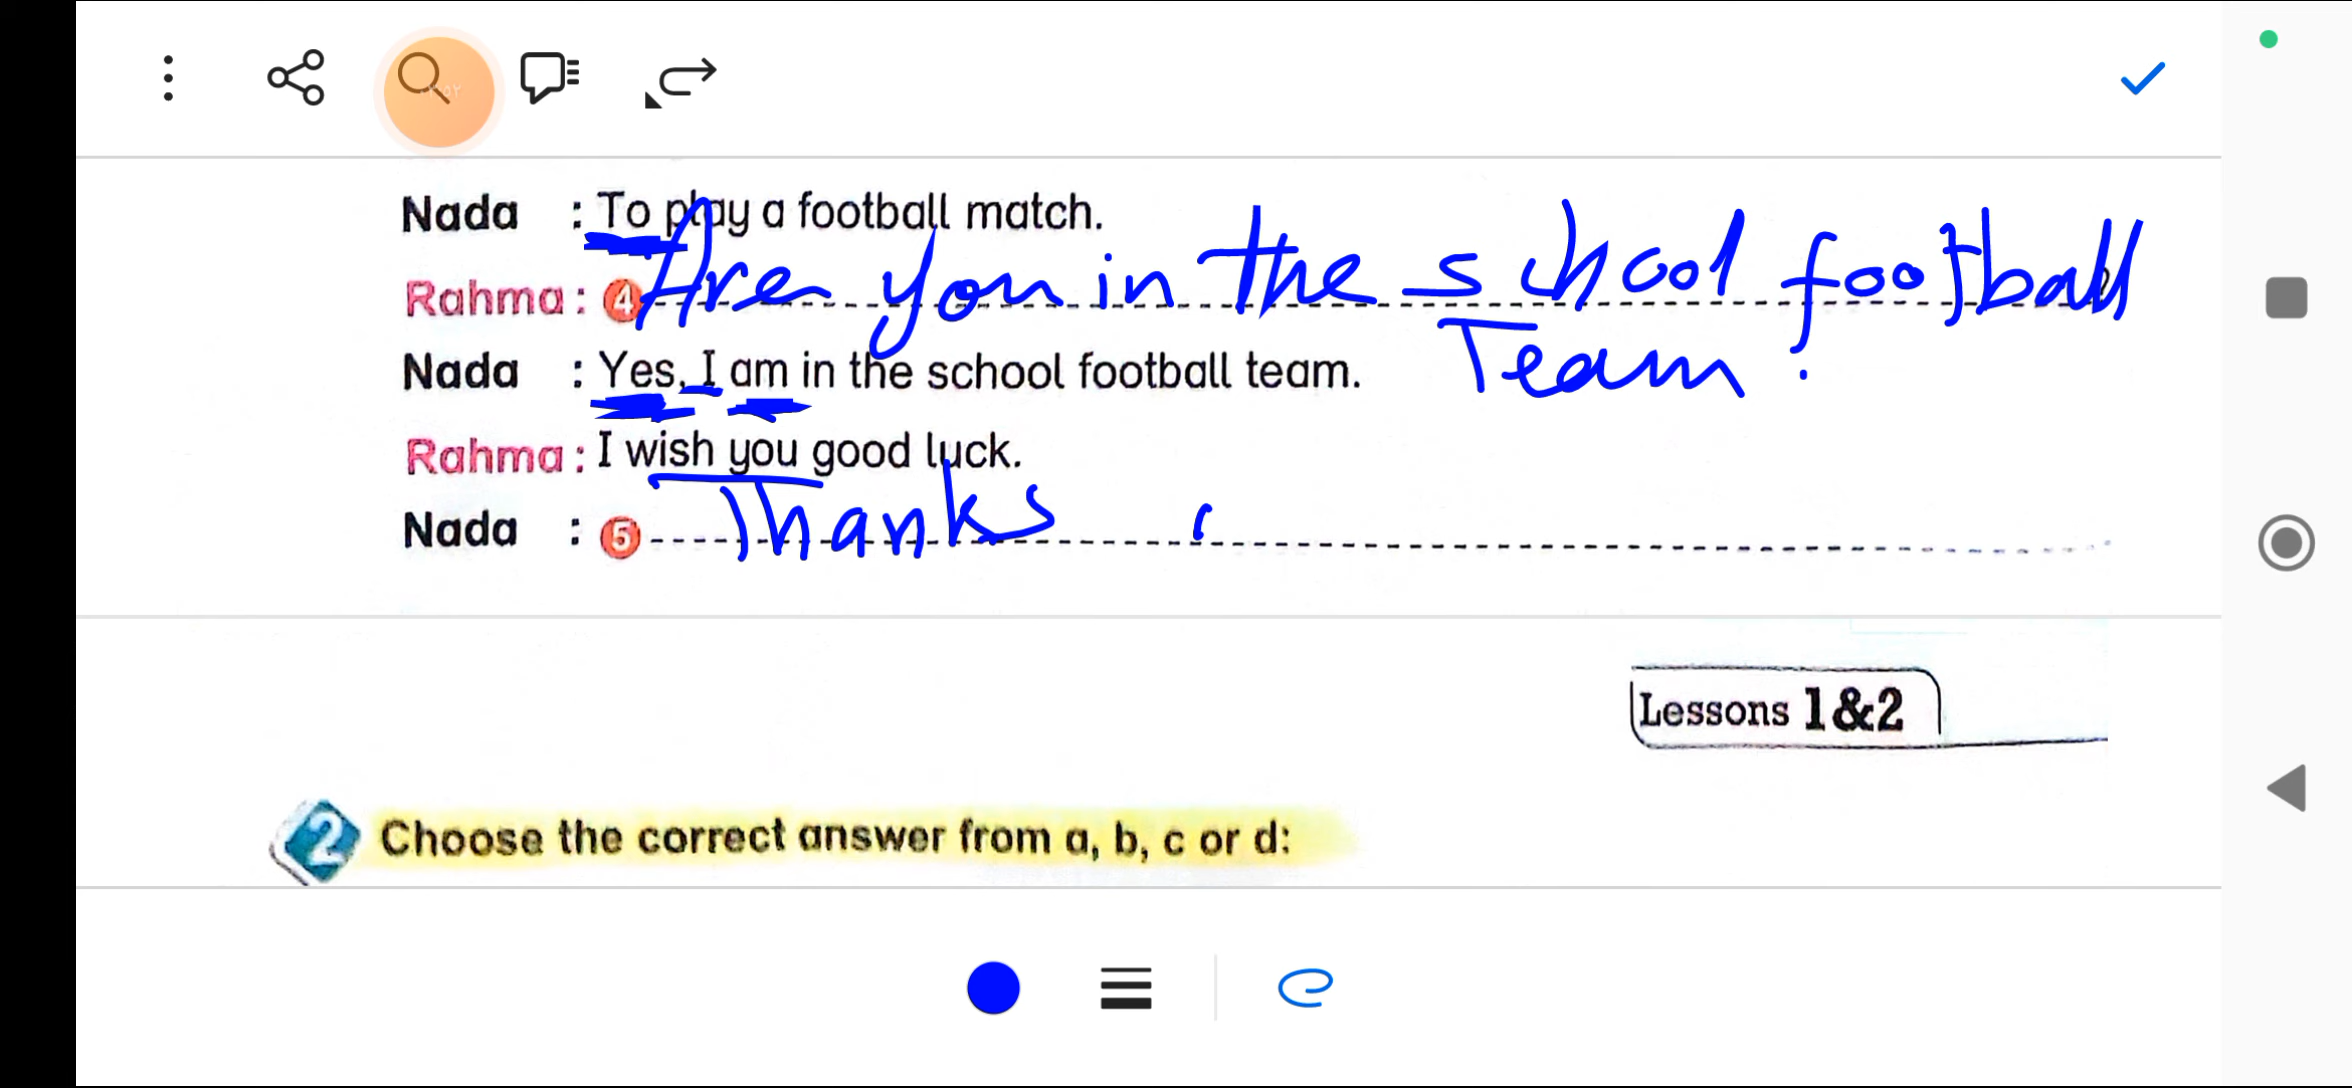 Nada : To play a football match.
Rahma : 4 Are you in the school football
Team ?
Nada : Yes, I am in the school football team.
Rahma : I wish you good luck.
Nada : 5 Thanks
Lessons 1&2
2 Choose the correct answer from a, b, c or d: